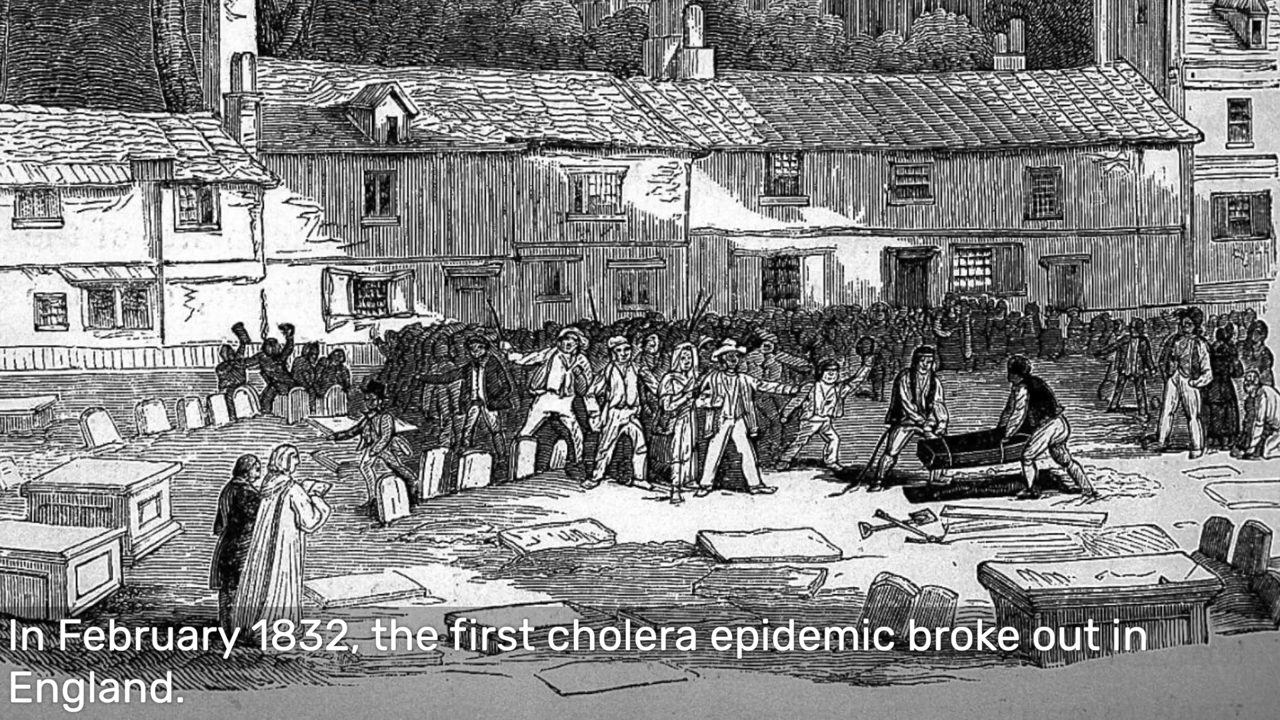 In February 1832, the first cholera epidemic broke out in
England.